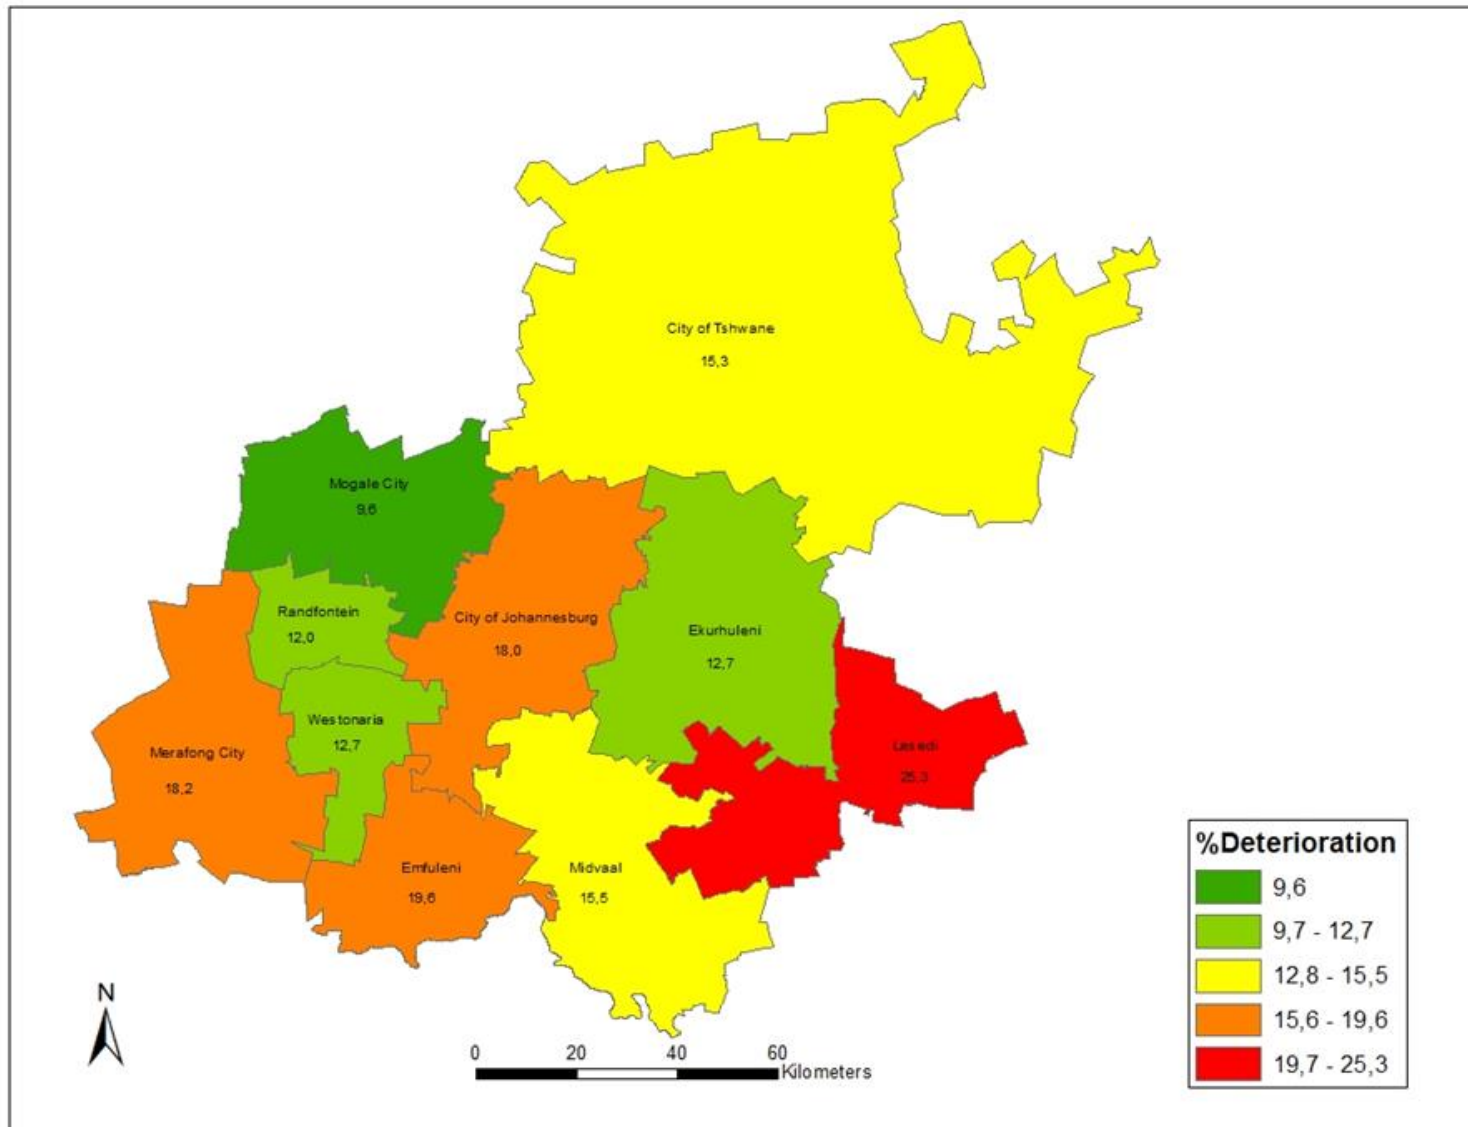 City of Tshwane
15,3
Mogale City
9,6
Randfontein
12,0
City of Johannesburg
18,0
Ekurhuleni
12,7
Westonaria
12,7
Merafong City
18,2
Lesedi
25,3
Emfuleni
19,6
Midvaal
15,5
%Deterioration
9,6
9,7 - 12,7
12,8 - 15,5
15,6 - 19,6
19,7 - 25,3
N
0 20 40 60
Kilometers